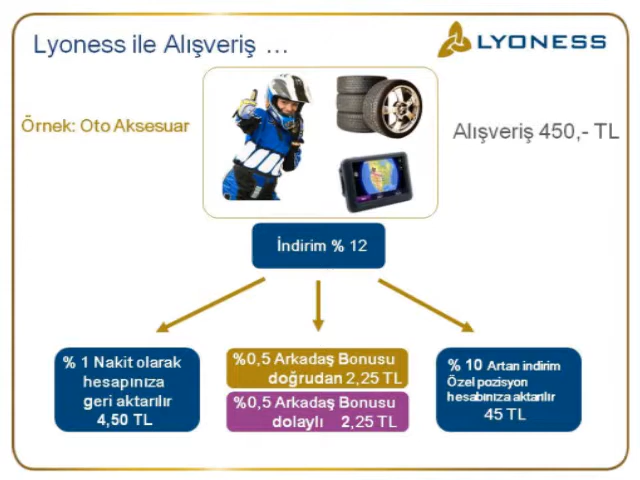 Lyoness ile Alışveriş ...
LYONESS
Örnek: Oto Aksesuar
Alışveriş 450,- TL
İndirim % 12
% 1 Nakit olarak
hesapınıza
geri aktarılır
4,50 TL
%0,5 Arkadaş Bonusu
doğrudan 2,25 TL
%0,5 Arkadaş Bonusu
dolaylı 2,25 TL
% 10 Artan indirim
Özel pozisyon
hesabınıza aktarılır
45 TL